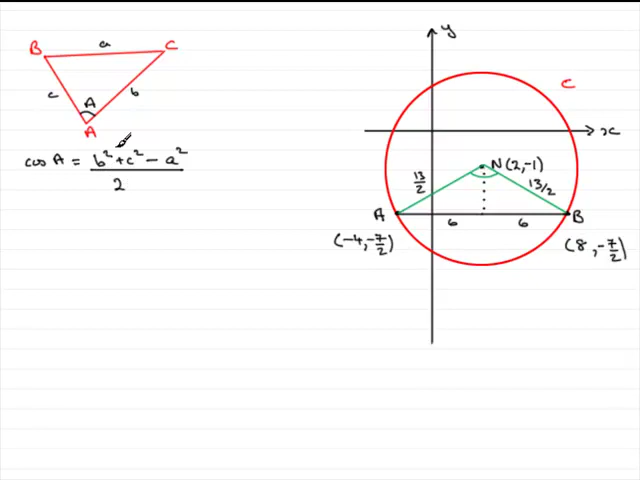 B a C
c A b
A
cos A = b² + c² - a² / 2
y
C
x
N(2,-1)
13/2 13/2
A B
6 6
(-4,-7/2) (8,-7/2)